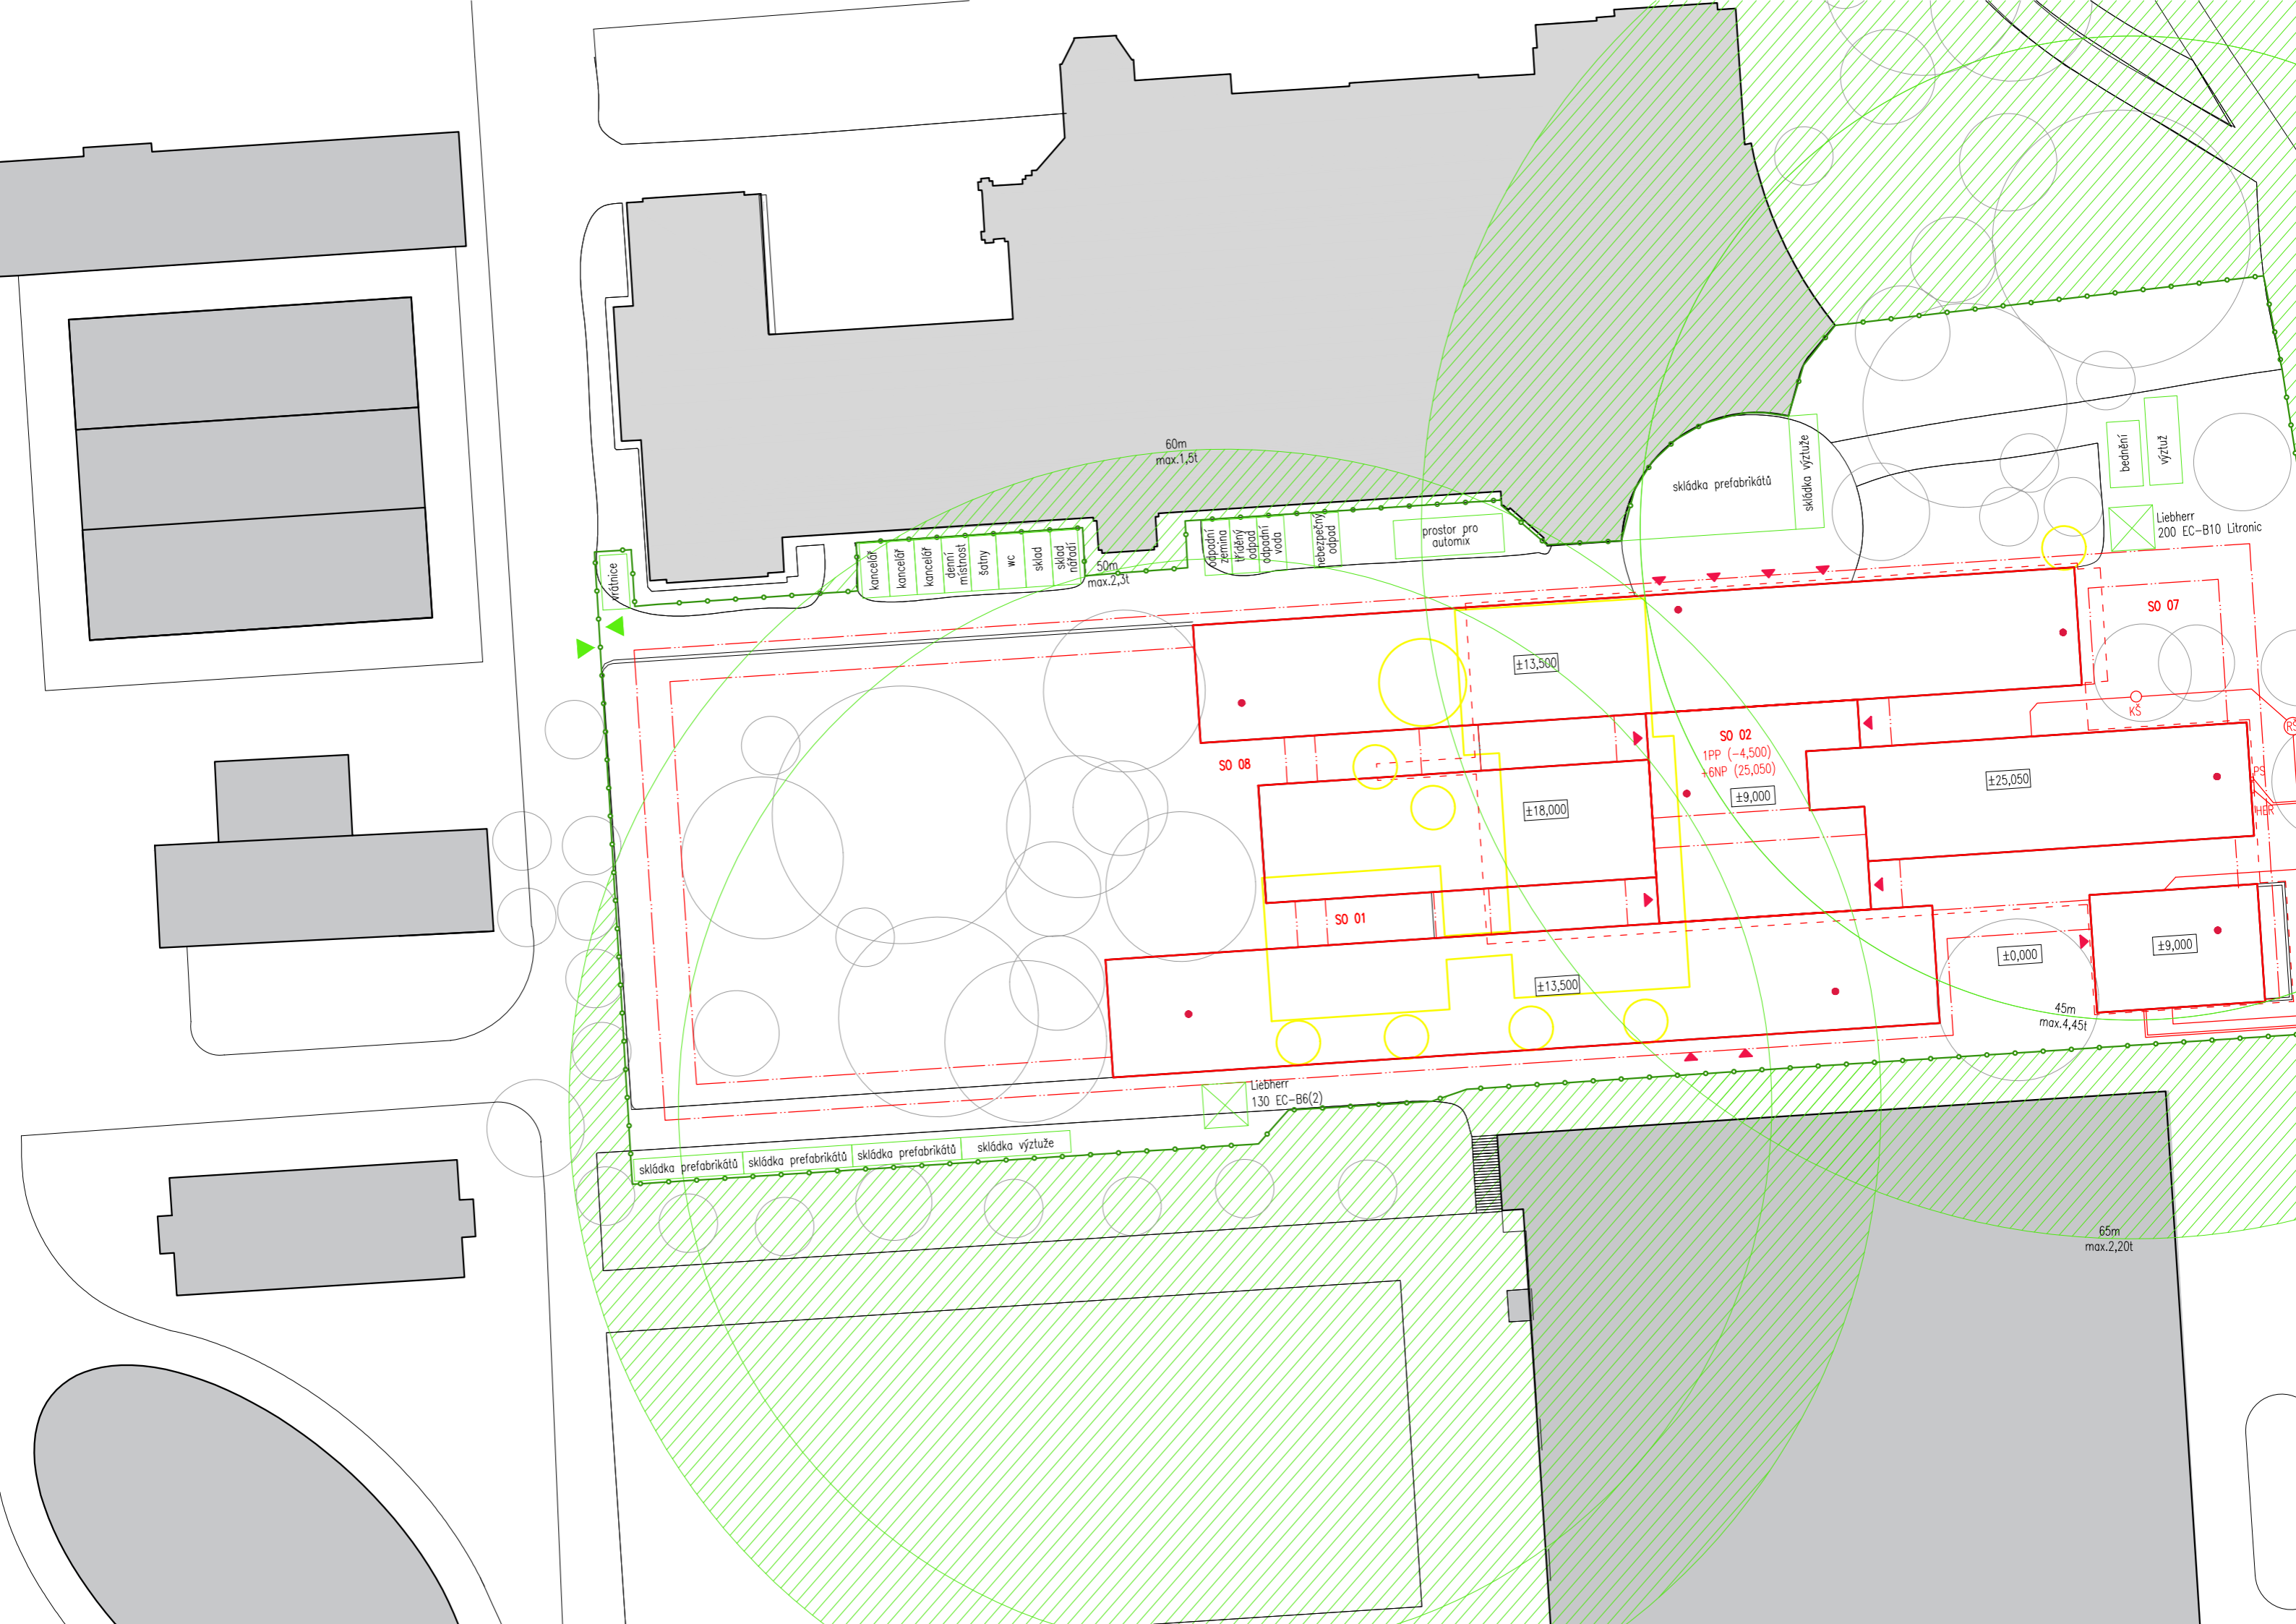 60m
max.1,5t
skládka prefabrikátů
skládka výztuže
bednění
výztuž
Liebherr
200 EC-B10 Litronic
vrátnice
kancelář
kancelář
kancelář
denní
místnost
šatny
wc
sklad
sklad
nářadí
50m
max.2,3t
odpadní
zemina
tříděný
odpad
odpadní
voda
nebezpečný
odpad
prostor pro
automix
SO 07
±13,500
KŠ
RŠ
SO 02
1PP (-4,500)
+6NP (25,050)
±9,000
SO 08
±18,000
±25,050
PS
HER
SO 01
±0,000
±9,000
±13,500
45m
max.4,45t
Liebherr
130 EC-B6(2)
skládka prefabrikátů
skládka prefabrikátů
skládka prefabrikátů
skládka výztuže
65m
max.2,20t